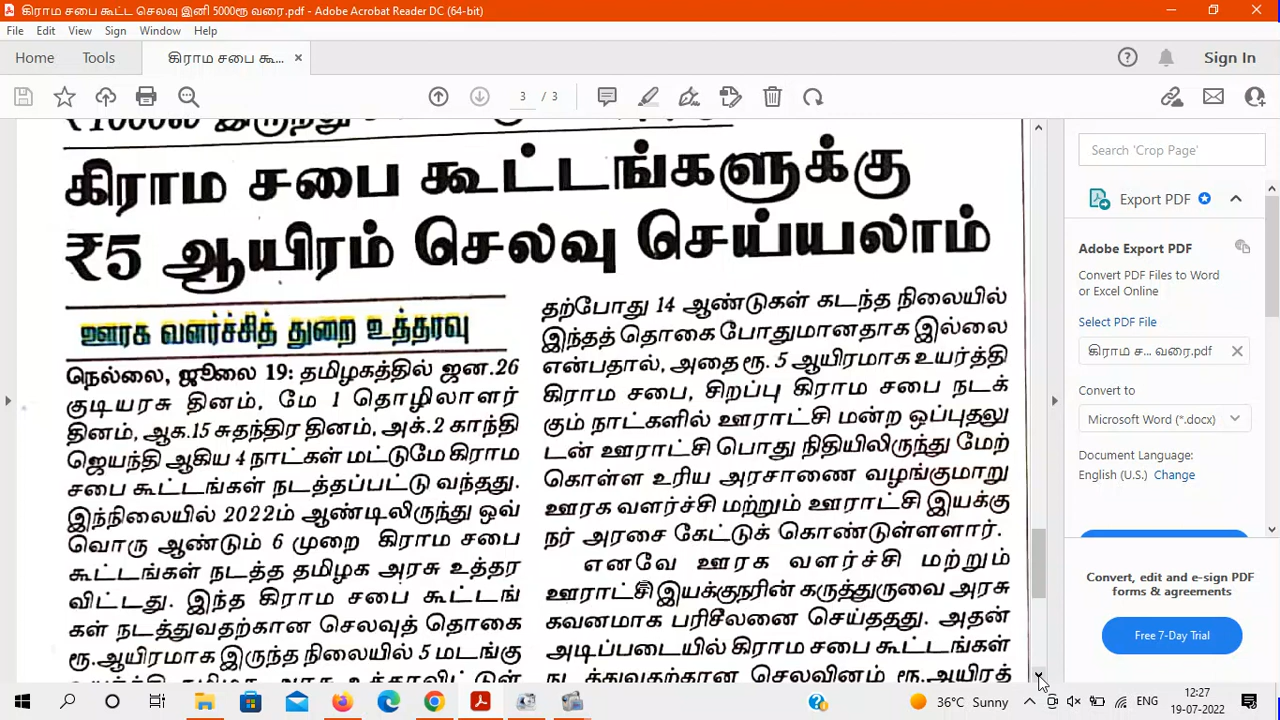 கிராம சபை கூட்ட செலவு இனி 5000ரூ வரை.pdf - Adobe Acrobat Reader DC (64-bit)
File Edit View Sign Window Help
Home Tools கிராம சபை கூ... Sign In
3 / 3
₹1000ல் இருந்து
கிராம சபை கூட்டங்களுக்கு
₹5 ஆயிரம் செலவு செய்யலாம்
ஊரக வளர்ச்சித் துறை உத்தரவு
நெல்லை, ஜூலை 19: தமிழகத்தில் ஜன.26
குடியரசு தினம், மே 1 தொழிலாளர்
தினம், ஆக.15 சுதந்திர தினம், அக்.2 காந்தி
ஜெயந்தி ஆகிய 4 நாட்கள் மட்டுமே கிராம
சபை கூட்டங்கள் நடத்தப்பட்டு வந்தது.
இந்நிலையில் 2022ம் ஆண்டிலிருந்து ஒவ்
வொரு ஆண்டும் 6 முறை கிராம சபை
கூட்டங்கள் நடத்த தமிழக அரசு உத்தர
விட்டது. இந்த கிராம சபை கூட்டங்
கள் நடத்துவதற்கான செலவுத் தொகை
ரூ.ஆயிரமாக இருந்த நிலையில் 5 மடங்கு
தற்போது 14 ஆண்டுகள் கடந்த நிலையில்
இந்தத் தொகை போதுமானதாக இல்லை
என்பதால், அதை ரூ. 5 ஆயிரமாக உயர்த்தி
கிராம சபை, சிறப்பு கிராம சபை நடக்
கும் நாட்களில் ஊராட்சி மன்ற ஒப்புதலு
டன் ஊராட்சி பொது நிதியிலிருந்து மேற்
கொள்ள உரிய அரசாணை வழங்குமாறு
ஊரக வளர்ச்சி மற்றும் ஊராட்சி இயக்கு
நர் அரசை கேட்டுக் கொண்டுள்ளளார்.
எனவே ஊரக வளர்ச்சி மற்றும்
ஊராட்சி இயக்குநரின் கருத்துருவை அரசு
கவனமாக பரிசீலனை செய்ததது. அதன்
அடிப்படையில் கிராம சபை கூட்டங்கள்
நடத்துவதற்கான செலவினம் ரூ.ஆயிரத்
Search 'Crop Page'
Export PDF
Adobe Export PDF
Convert PDF Files to Word
or Excel Online
Select PDF File
கிராம ச... வரை.pdf
Convert to
Microsoft Word (*.docx)
Document Language:
English (U.S.) Change
Convert, edit and e-sign PDF
forms & agreements
Free 7-Day Trial
36°C Sunny
ENG
12:27
19-07-2022